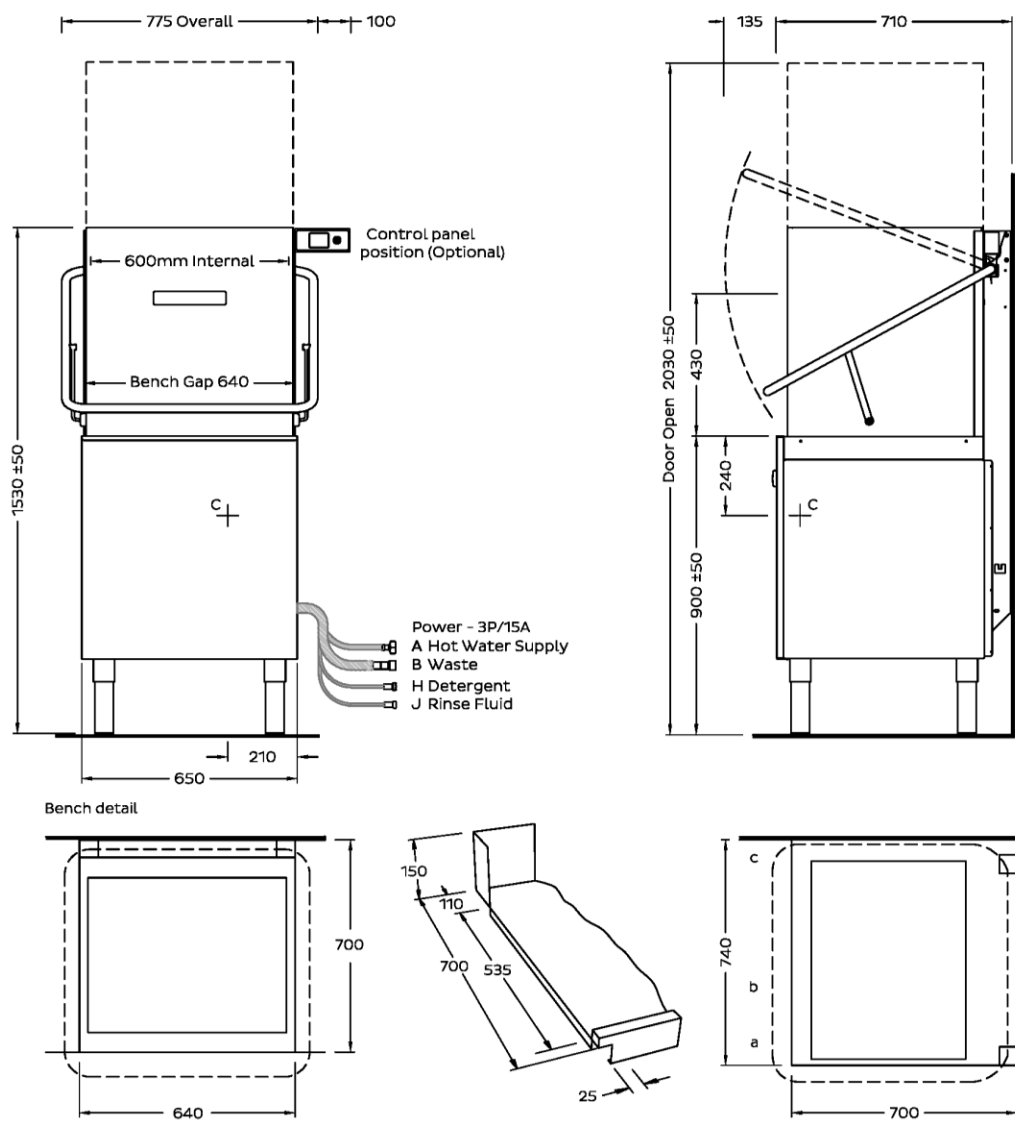 775 Overall
100
135
710
Control panel
position (Optional)
600mm Internal
Bench Gap 640
1530 ±50
C
Door Open 2030 ±50
430
240
C
900 ±50
Power - 3P/15A
A Hot Water Supply
B Waste
H Detergent
J Rinse Fluid
210
650
Bench detail
700
640
150
110
700
535
25
c
740
b
a
700